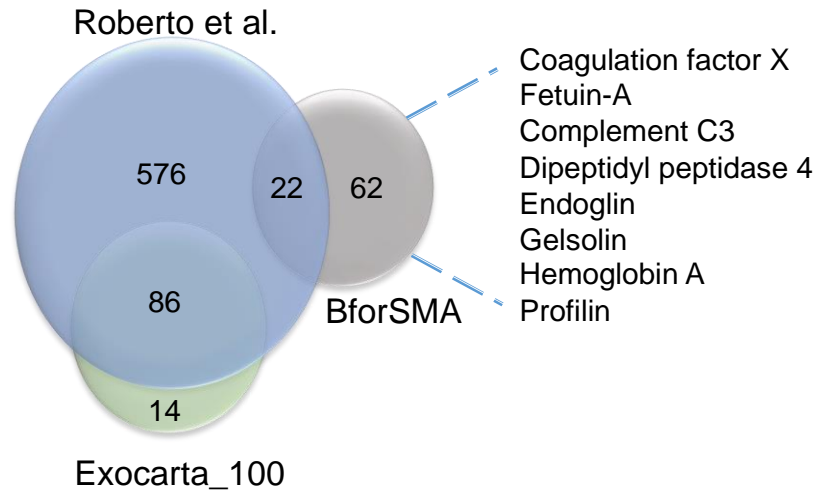 Roberto et al.
576
22
62
86
14
BforSMA
Exocarta_100
Coagulation factor X
Fetuin-A
Complement C3
Dipeptidyl peptidase 4
Endoglin
Gelsolin
Hemoglobin A
Profilin